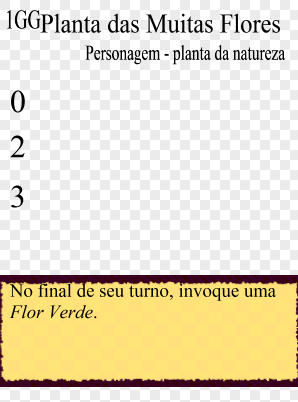 1GGPlanta das Muitas Flores
Personagem - planta da natureza
0
2
3
No final de seu turno, invoque uma
Flor Verde.